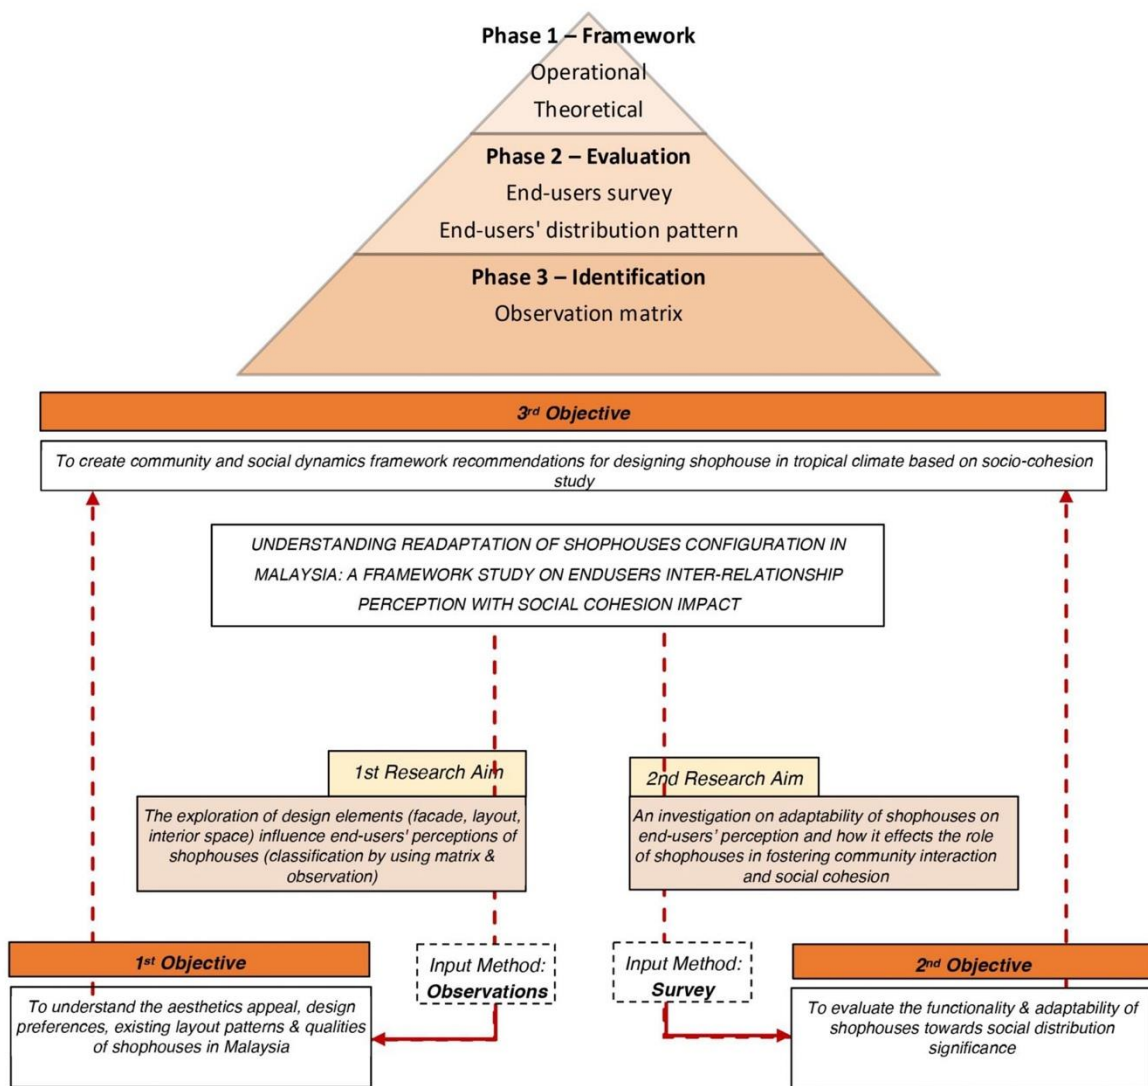 Phase 1 – Framework
Operational
Theoretical
Phase 2 – Evaluation
End-users survey
End-users' distribution pattern
Phase 3 – Identification
Observation matrix
3rd Objective
To create community and social dynamics framework recommendations for designing shophouse in tropical climate based on socio-cohesion
study
UNDERSTANDING READAPTATION OF SHOPHOUSES CONFIGURATION IN
MALAYSIA: A FRAMEWORK STUDY ON ENDUSERS INTER-RELATIONSHIP
PERCEPTION WITH SOCIAL COHESION IMPACT
1st Research Aim
The exploration of design elements (facade, layout,
interior space) influence end-users' perceptions of
shophouses (classification by using matrix &
observation)
2nd Research Aim
An investigation on adaptability of shophouses on
end-users' perception and how it effects the role
of shophouses in fostering community interaction
and social cohesion
1st Objective
To understand the aesthetics appeal, design
preferences, existing layout patterns & qualities
of shophouses in Malaysia
Input Method:
Observations
Input Method:
Survey
2nd Objective
To evaluate the functionality & adaptability of
shophouses towards social distribution
significance